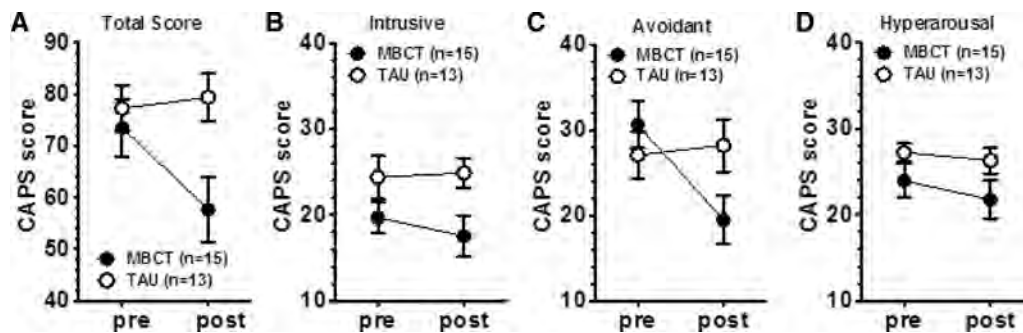 A Total Score
CAPS score
90
80
70
60
50
40
MBCT (n=15)
TAU (n=13)
pre post
B Intrusive
CAPS score
40
30
20
10
MBCT (n=15)
TAU (n=13)
pre post
C Avoidant
CAPS score
40
30
20
10
MBCT (n=15)
TAU (n=13)
pre post
D Hyperarousal
CAPS score
40
30
20
10
MBCT (n=15)
TAU (n=13)
pre post